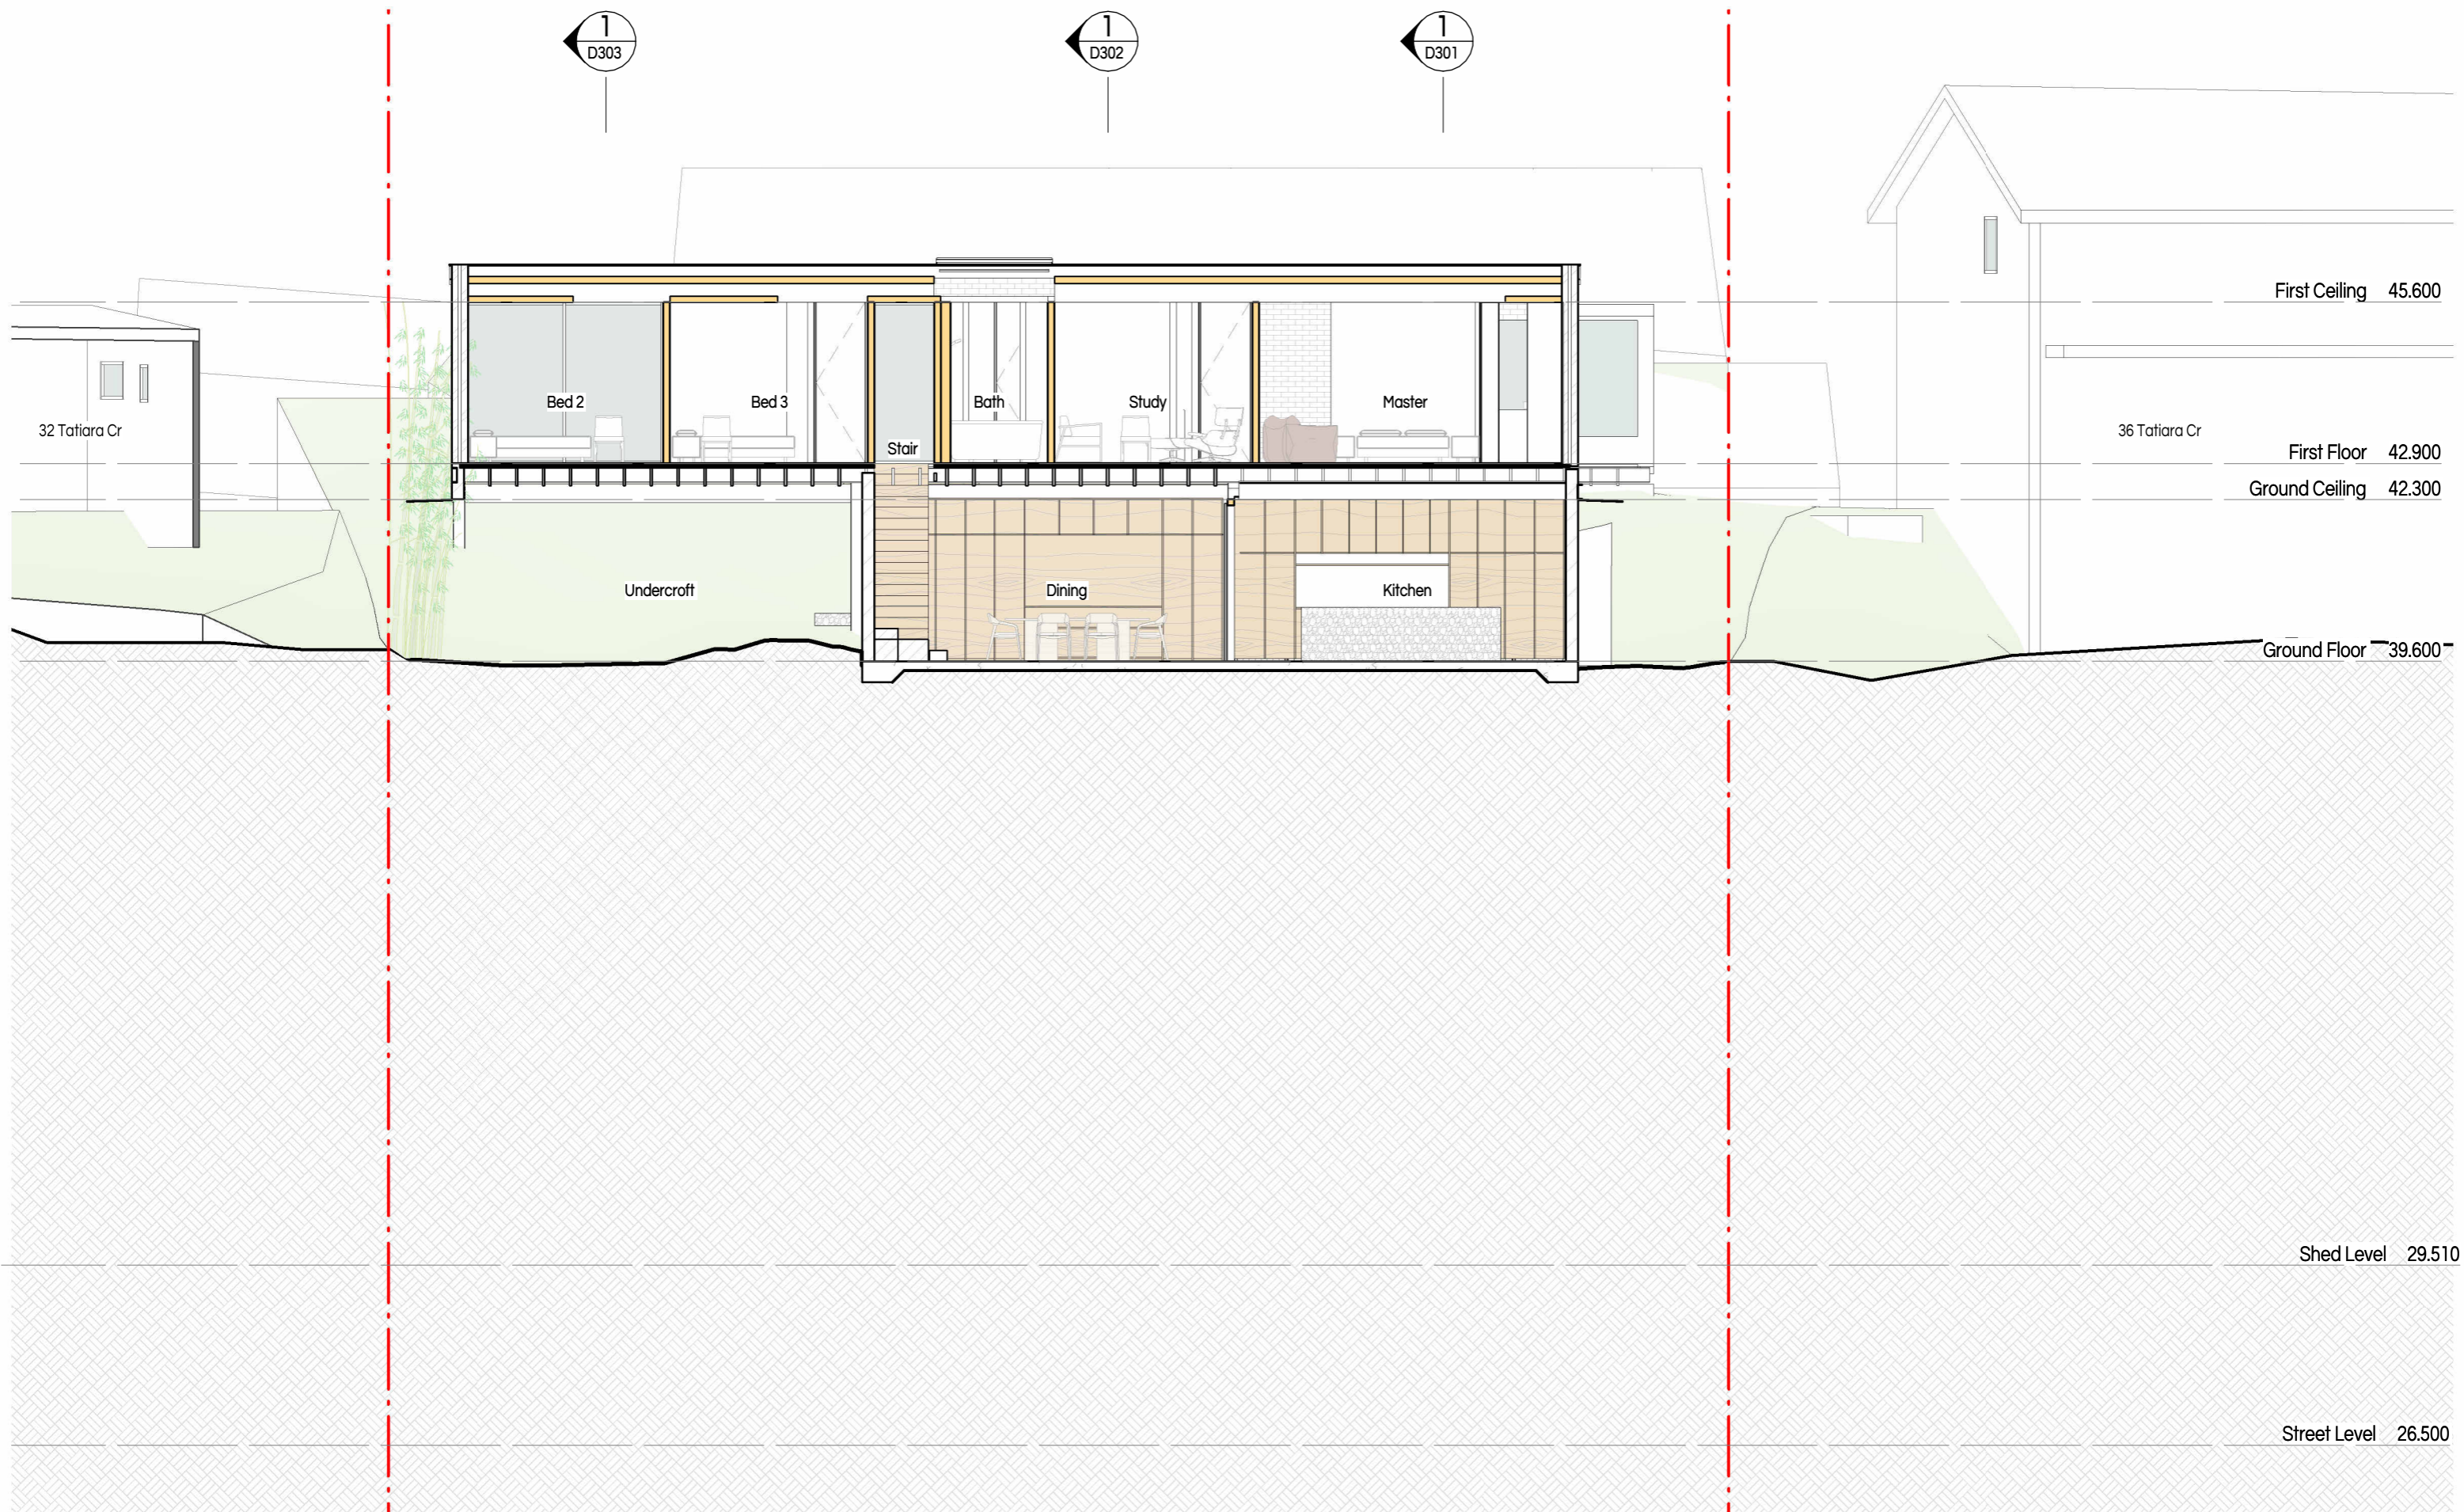 1
D303
1
D302
1
D301
First Ceiling 45.600
Bed 2
Bed 3
Bath
Study
Master
32 Tatiara Cr
36 Tatiara Cr
Stair
First Floor 42.900
Ground Ceiling 42.300
Undercroft
Dining
Kitchen
Ground Floor 39.600
Shed Level 29.510
Street Level 26.500